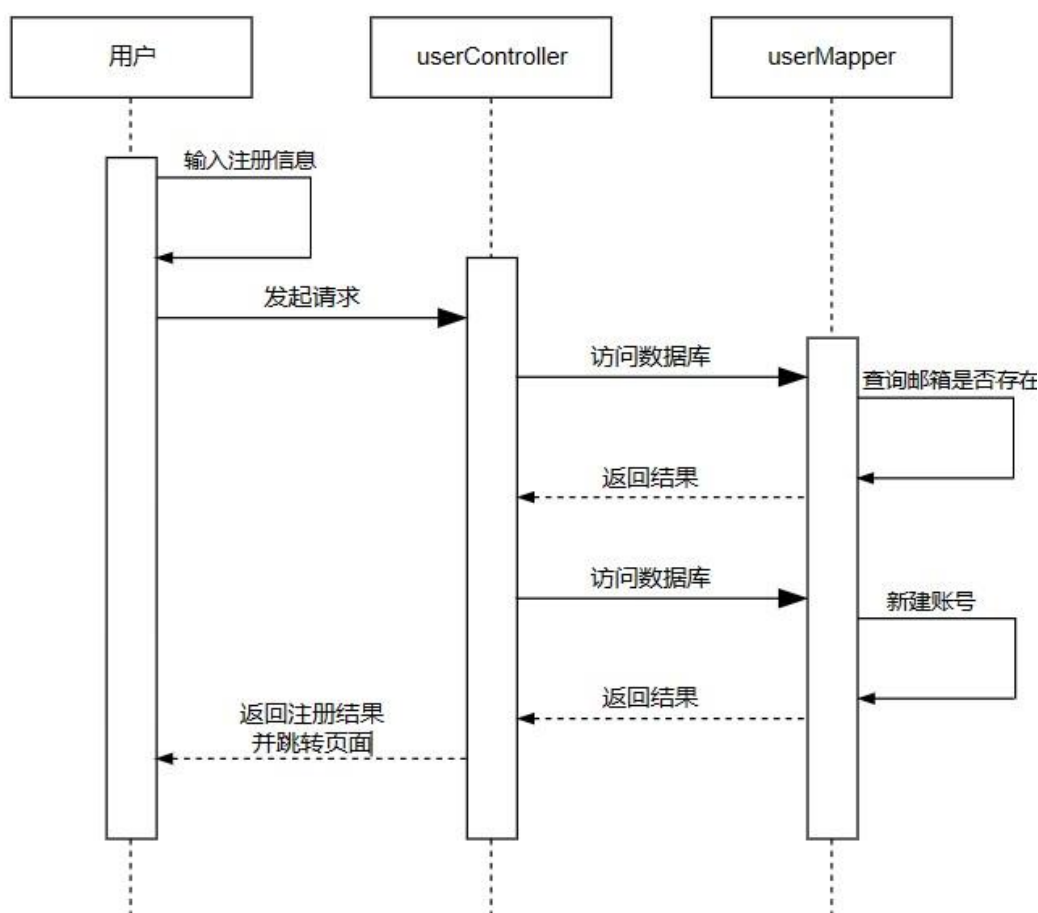 用户
userController
userMapper
输入注册信息
发起请求
访问数据库
查询邮箱是否存在
返回结果
访问数据库
新建账号
返回结果
返回注册结果
并跳转页面